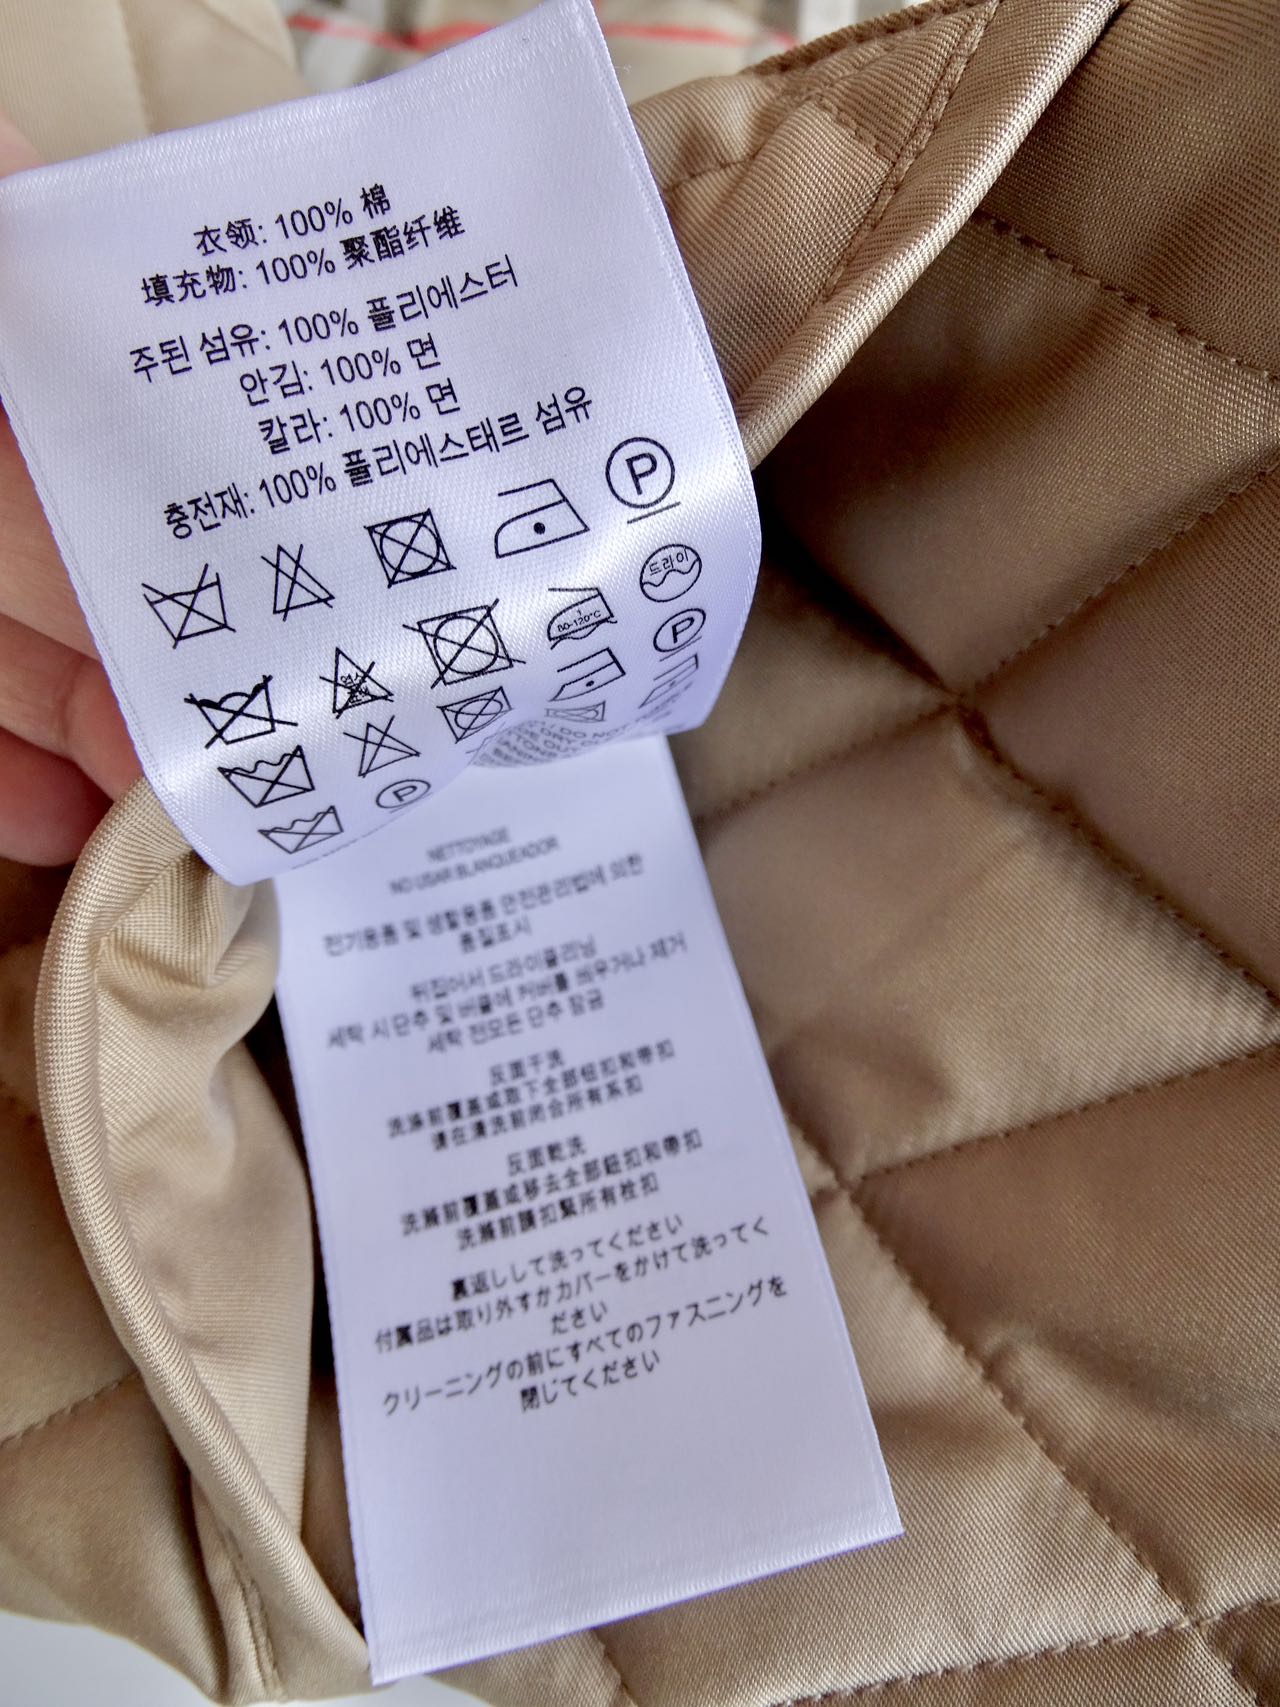 衣领: 100% 棉
填充物: 100% 聚酯纤维
주된 섬유: 100% 폴리에스터
안김: 100% 면
칼라: 100% 면
충전재: 100% 폴리에스태르 섬유
P
드라이
80-120°C
P
P
NETTOYAGE
NO USAR BLANQUEADOR
전기용품 및 생활용품 안전관리법에 의한
품질표시
뒤집어서 드라이클리닝
세탁 시 단추 및 버클에 커버를 씌우거나 제거
세탁 전모든 단추 잠금
反面干洗
洗涤前覆盖或取下全部钮扣和带扣
请在清洗前闭合所有系扣
反面乾洗
洗滌前覆蓋或移去全部鈕扣和帶扣
洗滌前請扣緊所有栓扣
裏返しして洗ってください
付属品は取り外すかカバーをかけて洗ってく
ださい
クリーニングの前にすべてのファスニングを
閉じてください